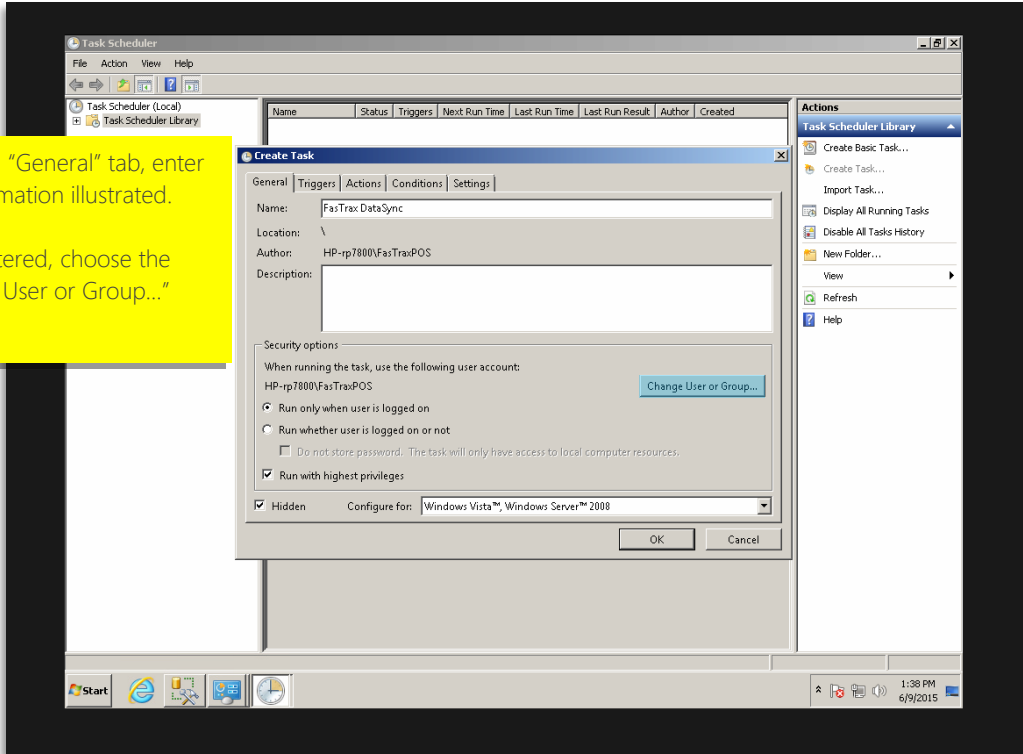 Task Scheduler
File Action View Help
Task Scheduler (Local)
Task Scheduler Library
Name Status Triggers Next Run Time Last Run Time Last Run Result Author Created
Actions
Task Scheduler Library
Create Basic Task...
Create Task...
Import Task...
Display All Running Tasks
Disable All Tasks History
New Folder...
View
Refresh
Help
"General" tab, enter
mation illustrated.
tered, choose the
User or Group..."
Create Task
General Triggers Actions Conditions Settings
Name: FasTrax DataSync
Location: \
Author: HP-rp7800\FasTraxPOS
Description:
Security options
When running the task, use the following user account:
HP-rp7800\FasTraxPOS
Change User or Group...
Run only when user is logged on
Run whether user is logged on or not
Do not store password. The task will only have access to local computer resources.
Run with highest privileges
Hidden Configure for: Windows Vista™, Windows Server™ 2008
OK Cancel
Start
1:38 PM
6/9/2015